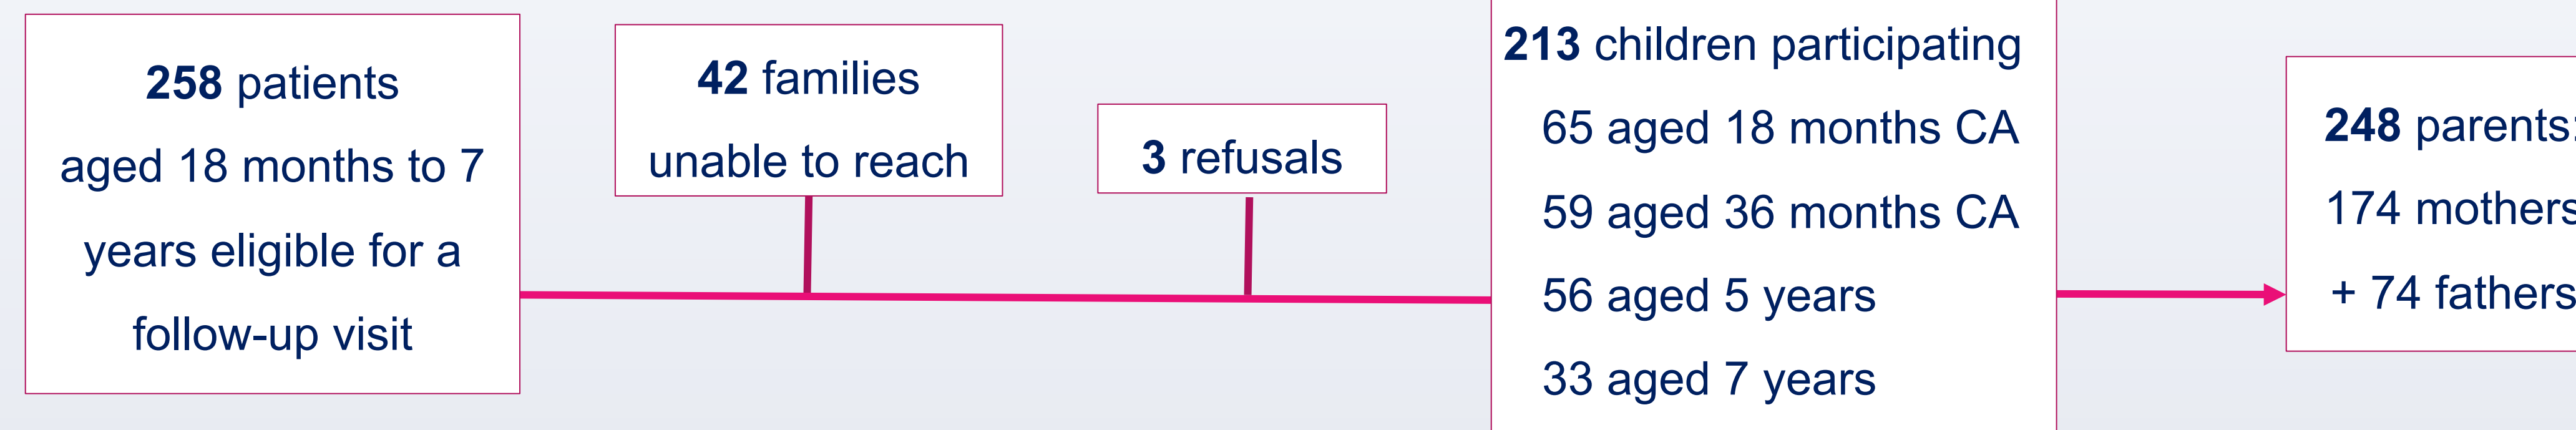 258 patients
aged 18 months to 7
years eligible for a
follow-up visit
42 families
unable to reach
3 refusals
213 children participating
65 aged 18 months CA
59 aged 36 months CA
56 aged 5 years
33 aged 7 years
248 parents:
174 mothers
+ 74 fathers